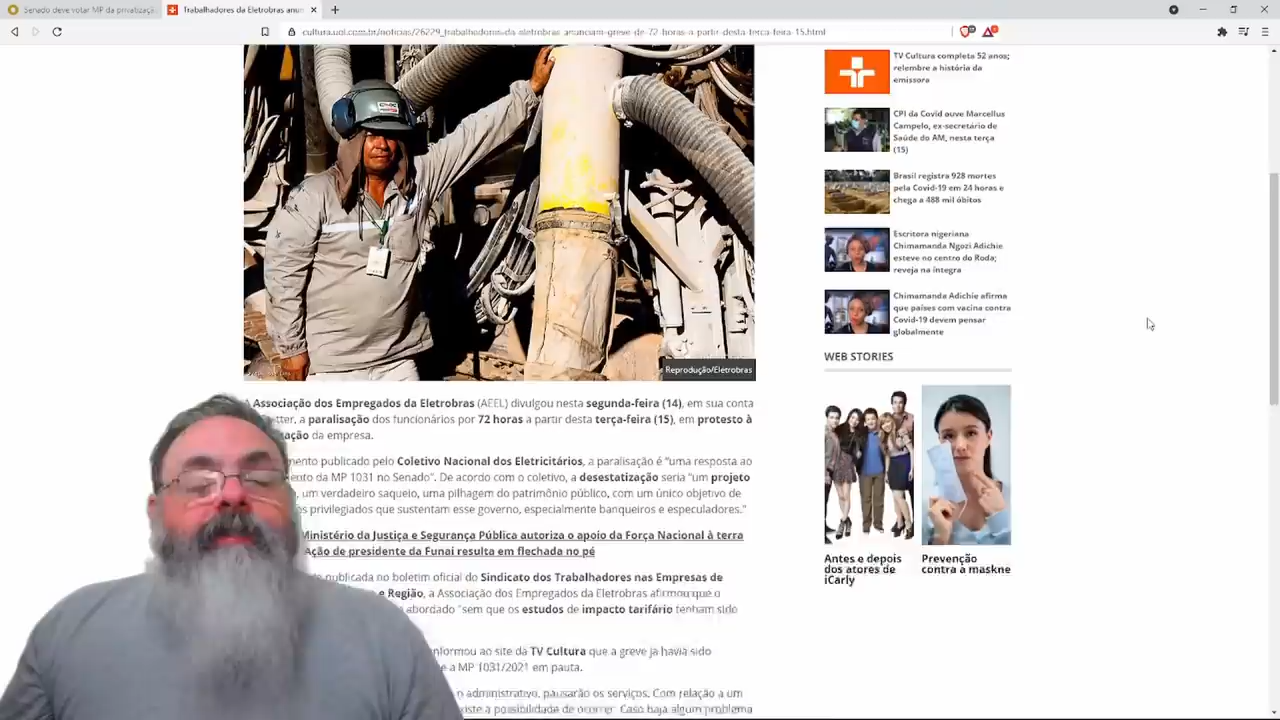 Senado deve votar MP da privatização
Trabalhadores da Eletrobras anun
cultura.uol.com.br/noticias/26229_trabalhadores-da-eletrobras-anunciam-greve-de-72-horas-a-partir-desta-terca-feira-15.html
TV Cultura completa 52 anos;
relembre a história da
emissora
CPI da Covid ouve Marcellus
Campelo, ex-secretário de
Saúde do AM, nesta terça
(15)
Brasil registra 928 mortes
pela Covid-19 em 24 horas e
chega a 488 mil óbitos
Escritora nigeriana
Chimamanda Ngozi Adichie
esteve no centro do Roda;
reveja na íntegra
Chimamanda Adichie afirma
que países com vacina contra
Covid-19 devem pensar
globalmente
WEB STORIES
Antes e depois
dos atores de
iCarly
Prevenção
contra a maskne
Reprodução/Eletrobras
A Associação dos Empregados da Eletrobras (AEEL) divulgou nesta segunda-feira (14), em sua conta
tter, a paralisação dos funcionários por 72 horas a partir desta terça-feira (15), em protesto à
ação da empresa.
mento publicado pelo Coletivo Nacional dos Eletricitários, a paralisação é "uma resposta ao
ento da MP 1031 no Senado". De acordo com o coletivo, a desestatização seria "um projeto
, um verdadeiro saqueio, uma pilhagem do patrimônio público, com um único objetivo de
os privilegiados que sustentam esse governo, especialmente banqueiros e especuladores."
Ministério da Justiça e Segurança Pública autoriza o apoio da Força Nacional à terra
Ação de presidente da Funai resulta em flechada no pé
publicada no boletim oficial do Sindicato dos Trabalhadores nas Empresas de
e Região, a Associação dos Empregados da Eletrobras afirmou que o
abordado "sem que os estudos de impacto tarifário tenham sido
nformou ao site da TV Cultura que a greve já havia sido
e a MP 1031/2021 em pauta.
o administrativo, pausarão os serviços. Com relação a um
iste a possibilidade de ocorrer. Caso haja algum problema